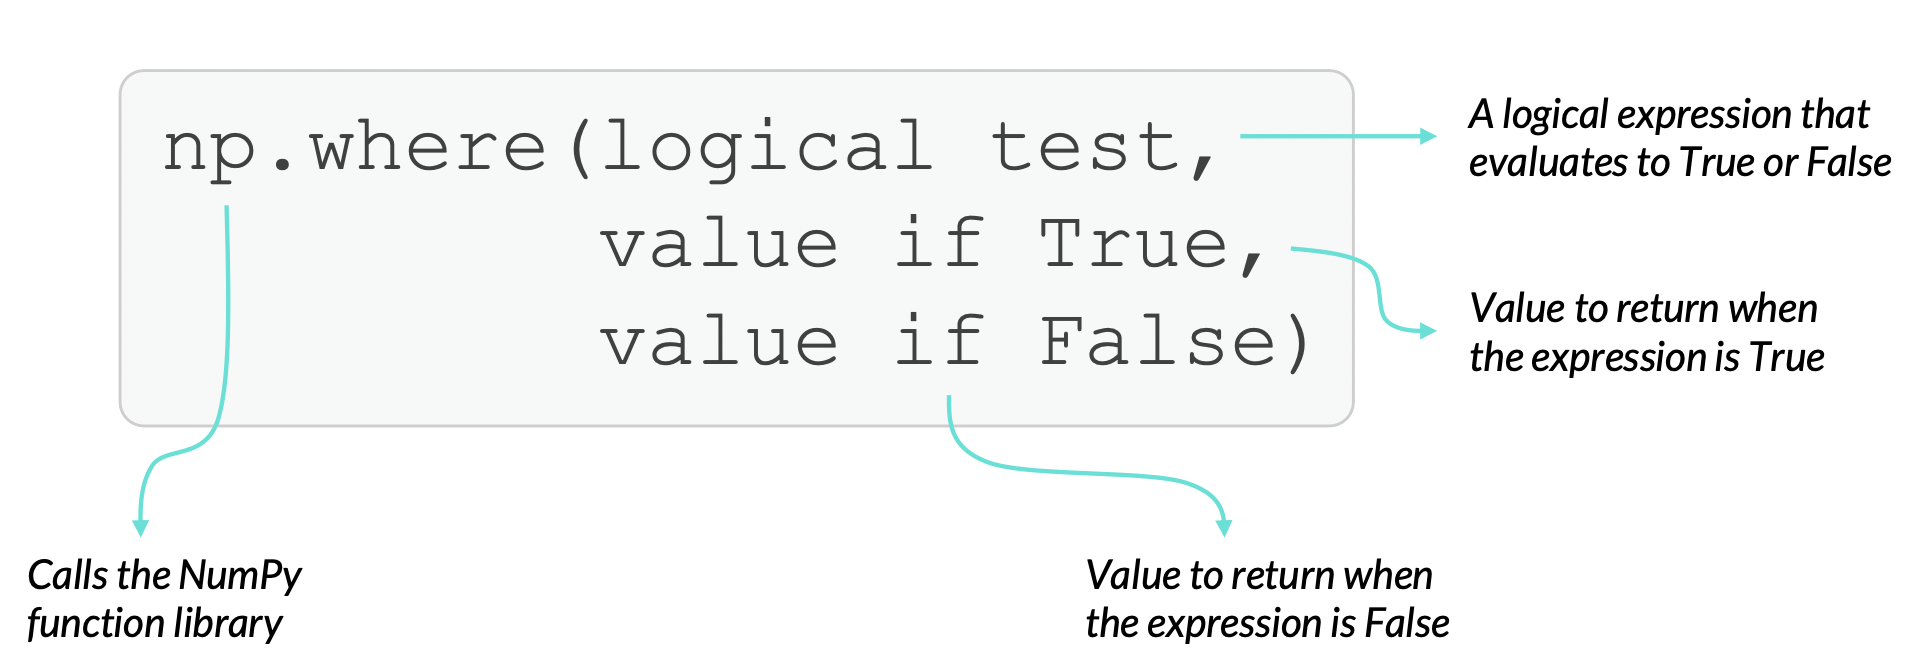 np.where(logical test,
value if True,
value if False)
A logical expression that
evaluates to True or False
Value to return when
the expression is True
Calls the NumPy
function library
Value to return when
the expression is False